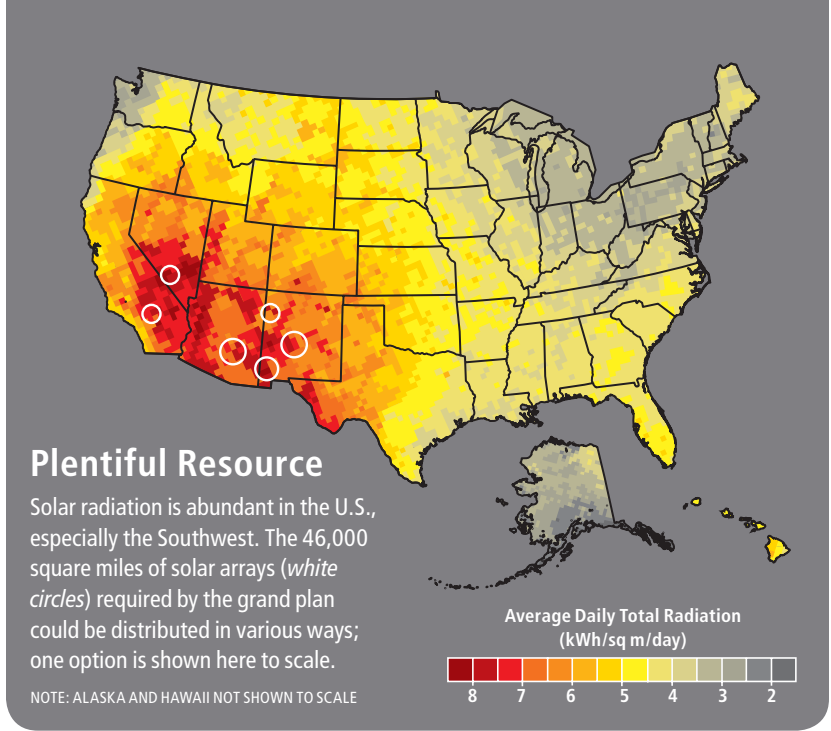 Plentiful Resource
Solar radiation is abundant in the U.S.,
especially the Southwest. The 46,000
square miles of solar arrays (white
circles) required by the grand plan
could be distributed in various ways;
one option is shown here to scale.
NOTE: ALASKA AND HAWAII NOT SHOWN TO SCALE
Average Daily Total Radiation
(kWh/sq m/day)
8 7 6 5 4 3 2